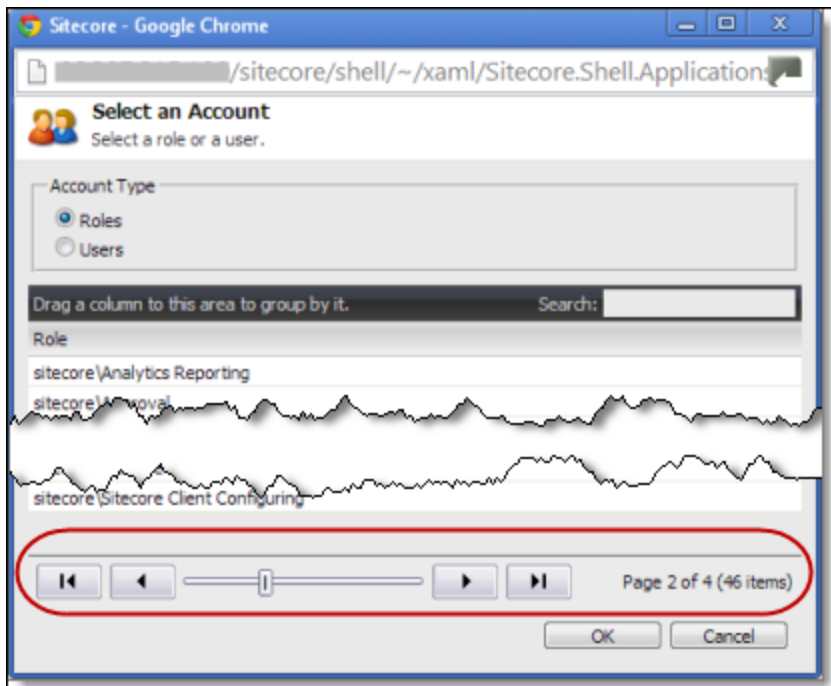 Sitecore - Google Chrome
/sitecore/shell/~/xaml/Sitecore.Shell.Applications
Select an Account
Select a role or a user.
Account Type
Roles
Users
Drag a column to this area to group by it. Search:
Role
sitecore\Analytics Reporting
sitecore\Approval
sitecore\Sitecore Client Configuring
Page 2 of 4 (46 items)
OK Cancel